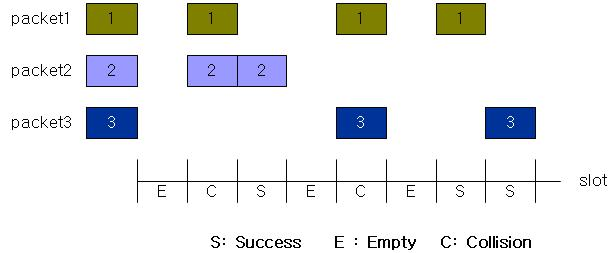 packet1 1 1 1 1
packet2 2 2 2
packet3 3 3 3
E C S E C E S S slot
S: Success E : Empty C: Collision